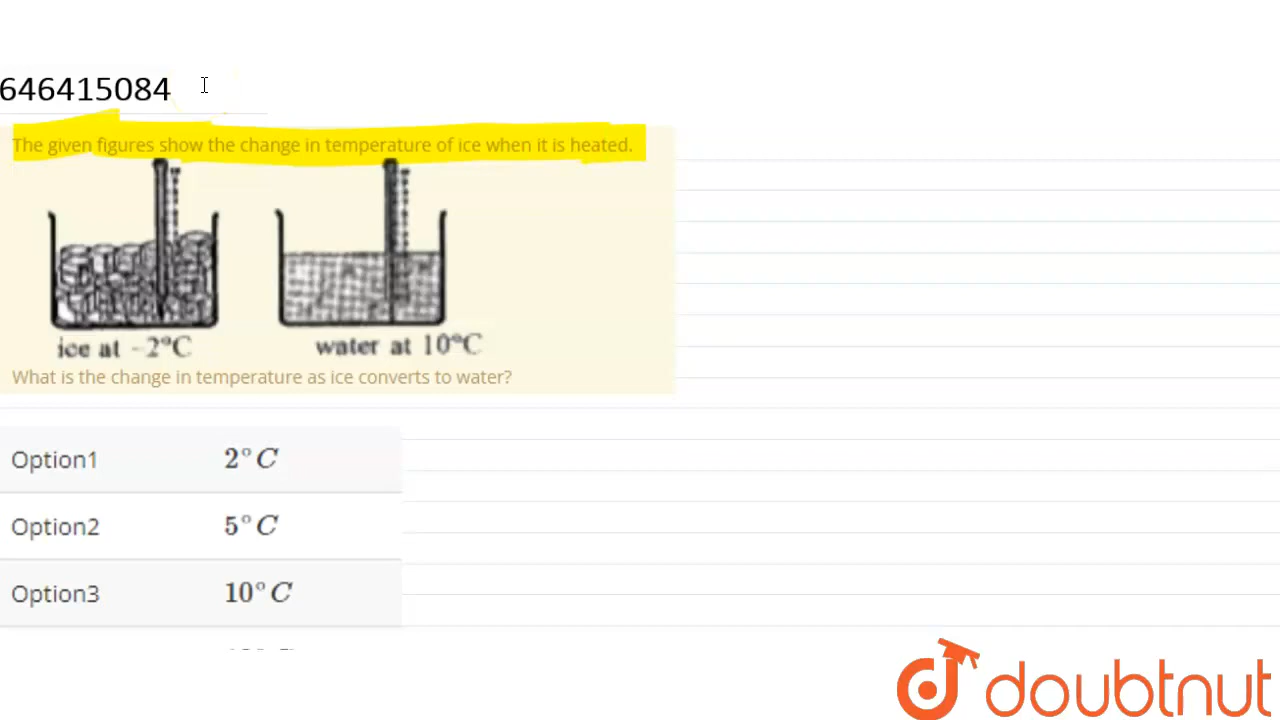 646415084
The given figures show the change in temperature of ice when it is heated.
ice at -2°C
water at 10°C
What is the change in temperature as ice converts to water?
Option1 2° C
Option2 5° C
Option3 10° C
doubtnut